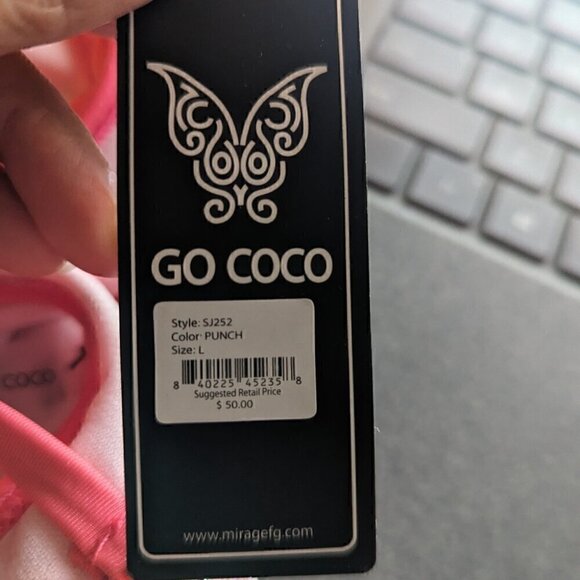 GO COCO
Style: SJ252
Color: PUNCH
Size: L
8 40225 45235 8
Suggested Retail Price
$ 50.00
www.miragefg.com
COCO